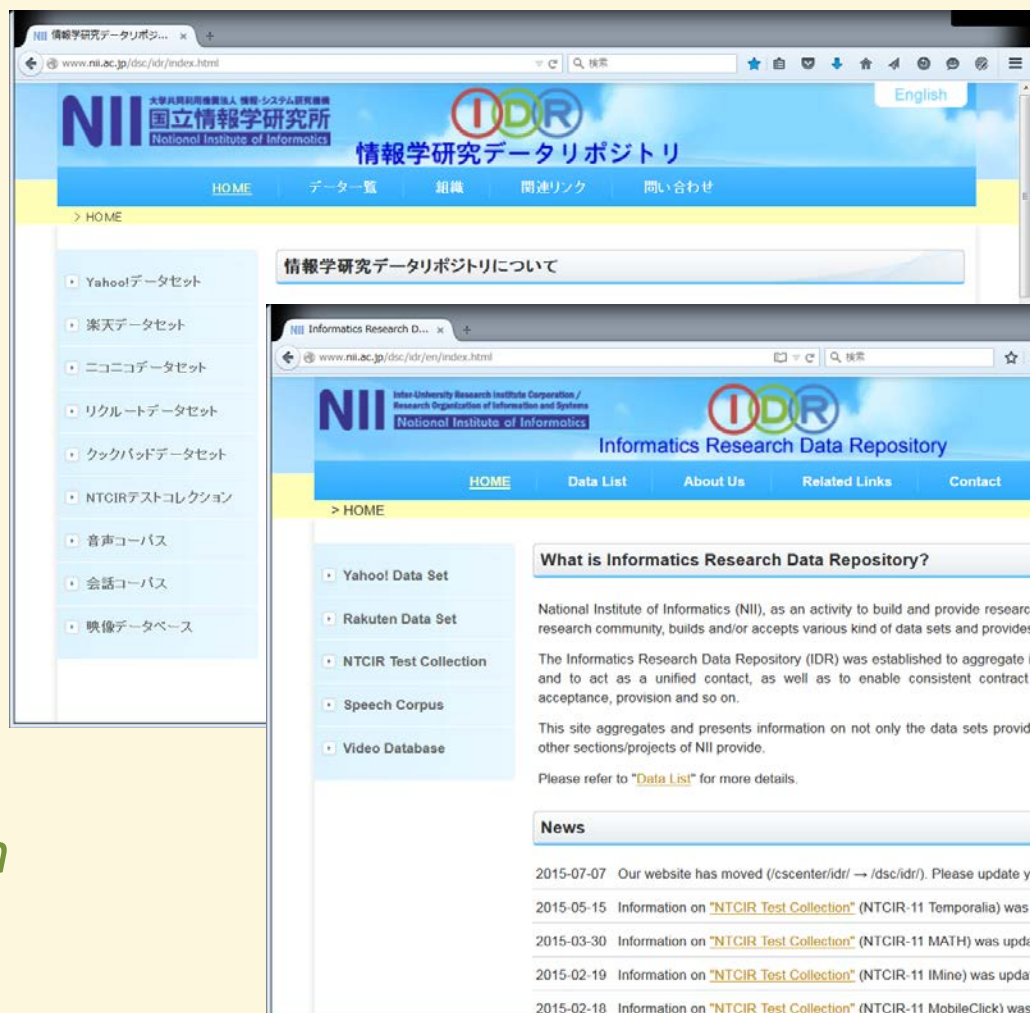 NII 情報学研究データリポジ... × +
www.nii.ac.jp/dsc/idr/index.html
検索
English
NII
大学共同利用機関法人 情報・システム研究機構
国立情報学研究所
National Institute of Informatics
IDR
情報学研究データリポジトリ
HOME データ一覧 組織 関連リンク 問い合わせ
> HOME
情報学研究データリポジトリについて
Yahoo!データセット
楽天データセット
ニコニコデータセット
リクルートデータセット
クックパッドデータセット
NTCIRテストコレクション
音声コーパス
会話コーパス
映像データベース
NII Informatics Research D... × +
www.nii.ac.jp/dsc/idr/en/index.html
検索
NII
Inter-University Research Institute Corporation /
Research Organization of Information and Systems
National Institute of Informatics
IDR
Informatics Research Data Repository
HOME Data List About Us Related Links Contact
> HOME
Yahoo! Data Set
Rakuten Data Set
NTCIR Test Collection
Speech Corpus
Video Database
What is Informatics Research Data Repository?
National Institute of Informatics (NII), as an activity to build and provide researc
research community, builds and/or accepts various kind of data sets and provides
The Informatics Research Data Repository (IDR) was established to aggregate i
and to act as a unified contact, as well as to enable consistent contract
acceptance, provision and so on.
This site aggregates and presents information on not only the data sets provid
other sections/projects of NII provide.
Please refer to "Data List" for more details.
News
2015-07-07 Our website has moved (/cscenter/idr/ → /dsc/idr/). Please update y
2015-05-15 Information on "NTCIR Test Collection" (NTCIR-11 Temporalia) was
2015-03-30 Information on "NTCIR Test Collection" (NTCIR-11 MATH) was upda
2015-02-19 Information on "NTCIR Test Collection" (NTCIR-11 IMine) was updat
2015-02-18 Information on "NTCIR Test Collection" (NTCIR-11 MobileClick) was
n